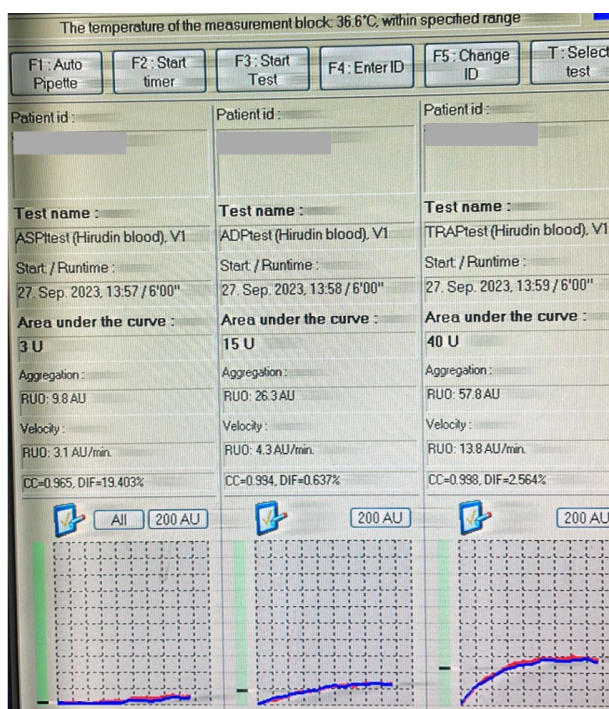 The temperature of the measurement block: 36.6°C, within specified range
F1 : Auto Pipette
F2 : Start timer
F3 : Start Test
F4 : Enter ID
F5 : Change ID
T : Select test
Patient id :
Patient id :
Patient id :
Test name :
Test name :
Test name :
ASPItest (Hirudin blood), V1
ADPtest (Hirudin blood), V1
TRAPtest (Hirudin blood), V1
Start / Runtime :
Start / Runtime :
Start / Runtime :
27. Sep. 2023, 13:57 / 6'00"
27. Sep. 2023, 13:58 / 6'00"
27. Sep. 2023, 13:59 / 6'00"
Area under the curve :
Area under the curve :
Area under the curve :
3 U
15 U
40 U
Aggregation :
Aggregation :
Aggregation :
RUO: 9.8 AU
RUO: 26.3 AU
RUO: 57.8 AU
Velocity :
Velocity :
Velocity :
RUO: 3.1 AU/min.
RUO: 4.3 AU/min.
RUO: 13.8 AU/min.
CC=0.965, DIF=19.403%
CC=0.994, DIF=0.637%
CC=0.998, DIF=2.564%
All
200 AU
200 AU
200 AU